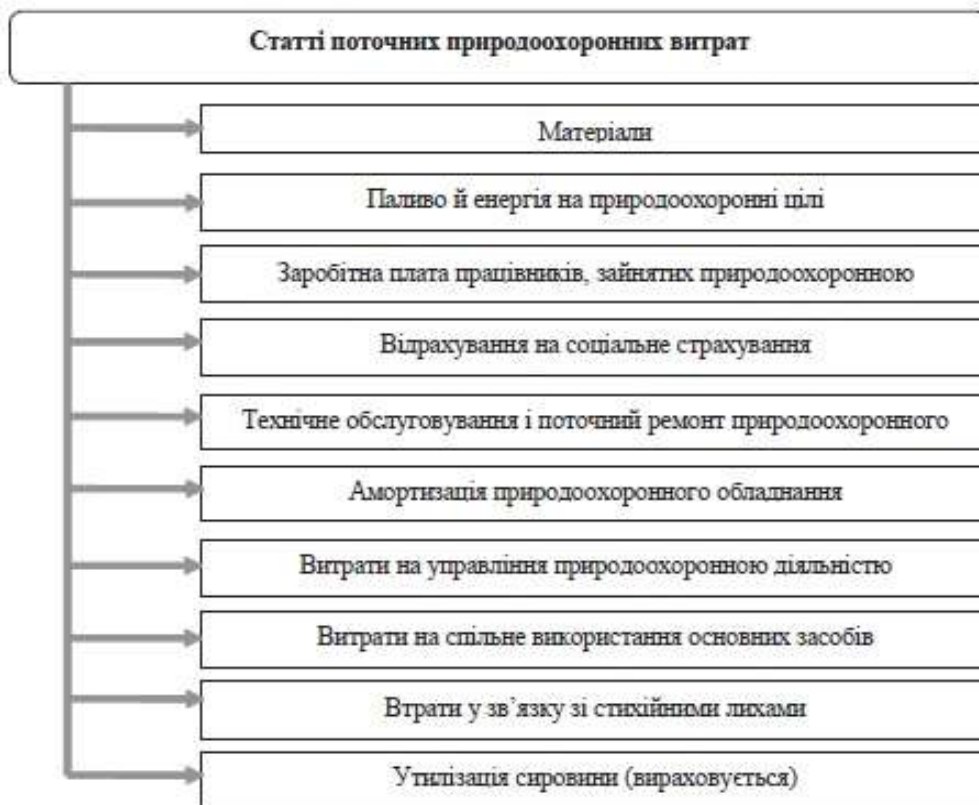 Статті поточних природоохоронних витрат
Матеріали
Паливо й енергія на природоохоронні цілі
Заробітна плата працівників, зайнятих природоохоронною
Відрахування на соціальне страхування
Технічне обслуговування і поточний ремонт природоохоронного
Амортизація природоохоронного обладнання
Витрати на управління природоохоронною діяльністю
Витрати на спільне використання основних засобів
Втрати у зв’язку зі стихійними лихами
Утилізація сировини (вираховується)